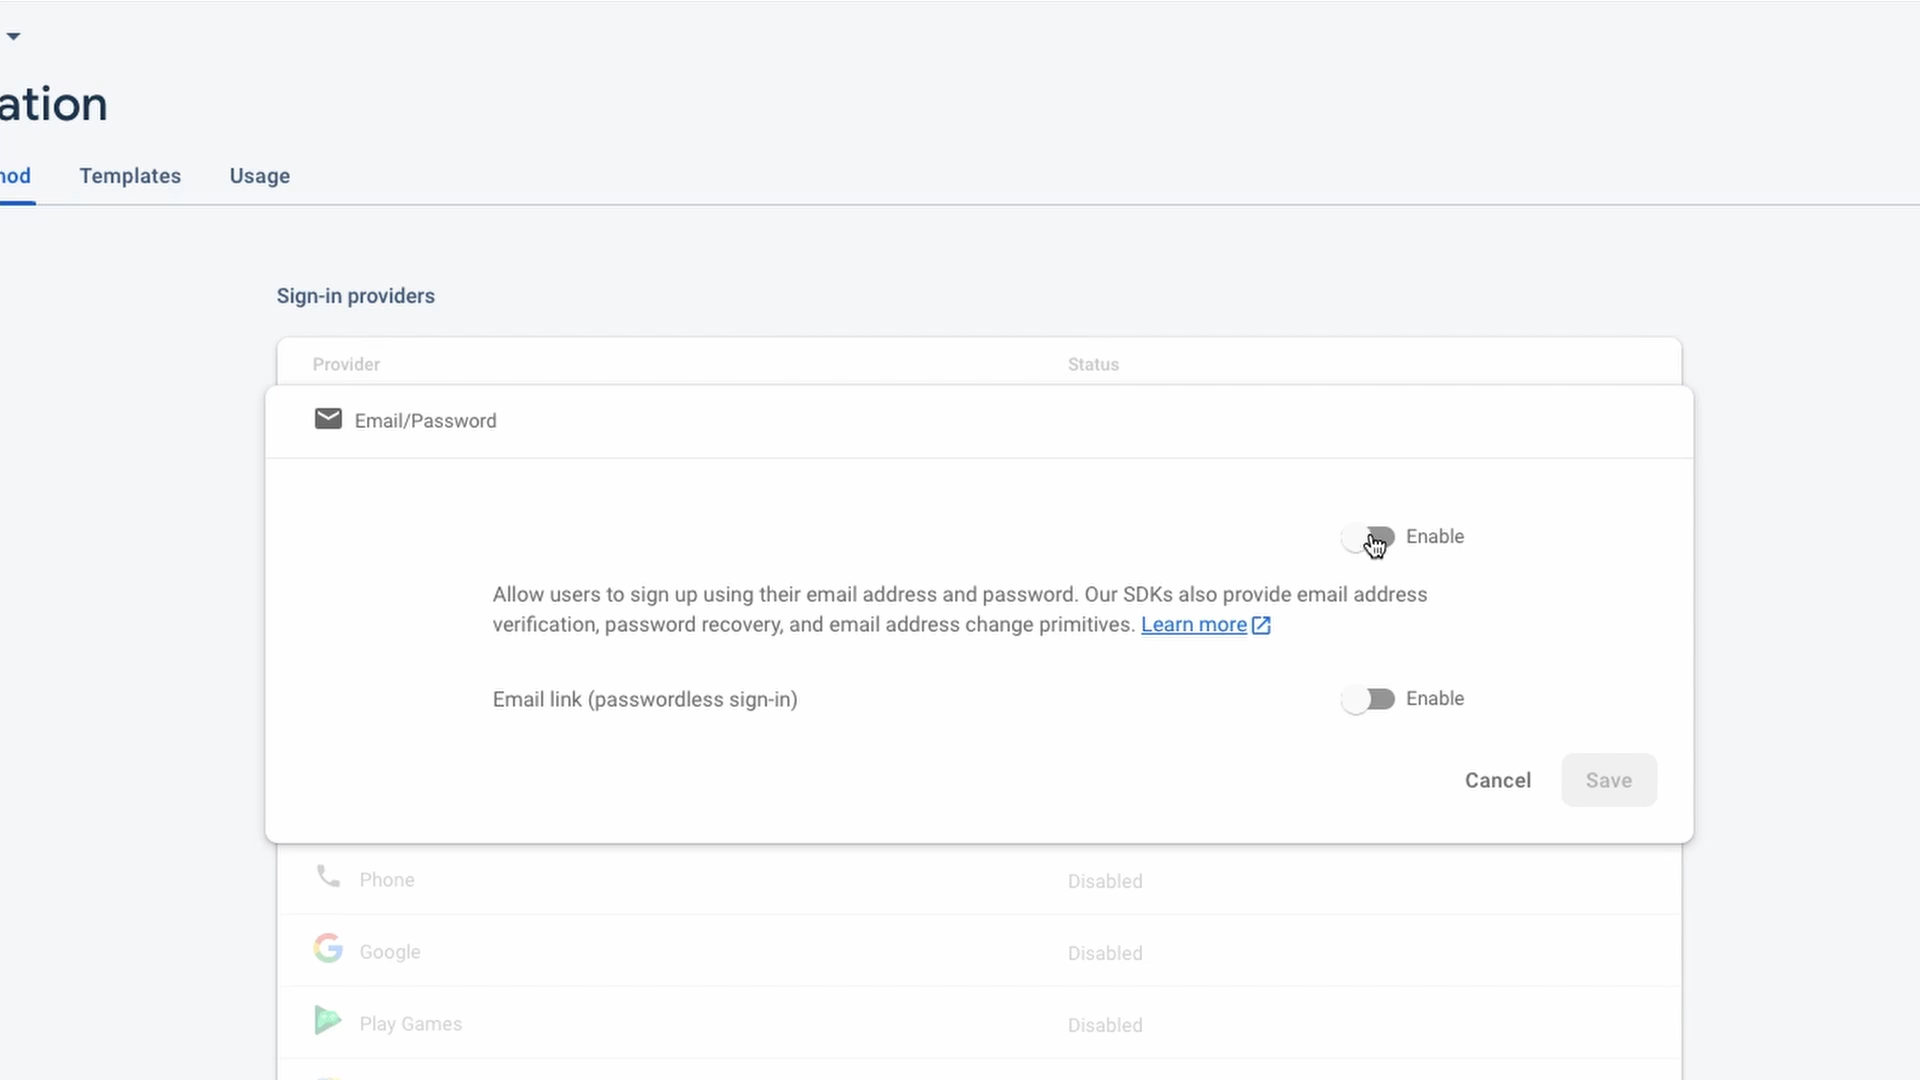 ation
nod Templates Usage
Sign-in providers
Provider Status
Email/Password
Enable
Allow users to sign up using their email address and password. Our SDKs also provide email address
verification, password recovery, and email address change primitives. Learn more
Email link (passwordless sign-in) Enable
Cancel Save
Phone Disabled
Google Disabled
Play Games Disabled